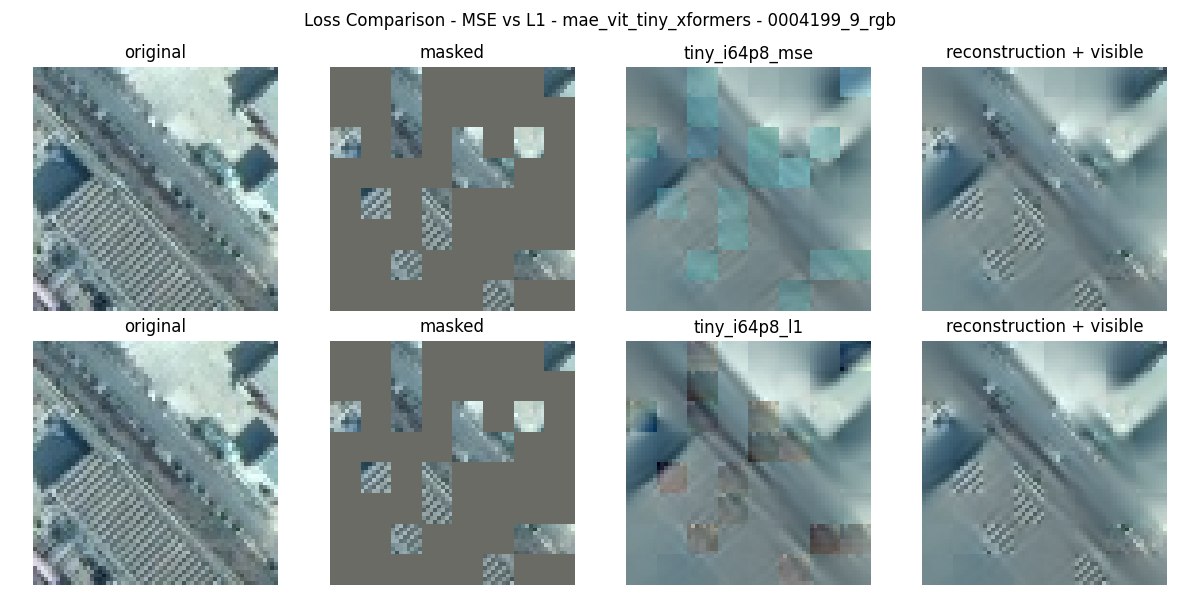 Loss Comparison - MSE vs L1 - mae_vit_tiny_xformers - 0004199_9_rgb
original masked tiny_i64p8_mse reconstruction + visible
original masked tiny_i64p8_l1 reconstruction + visible